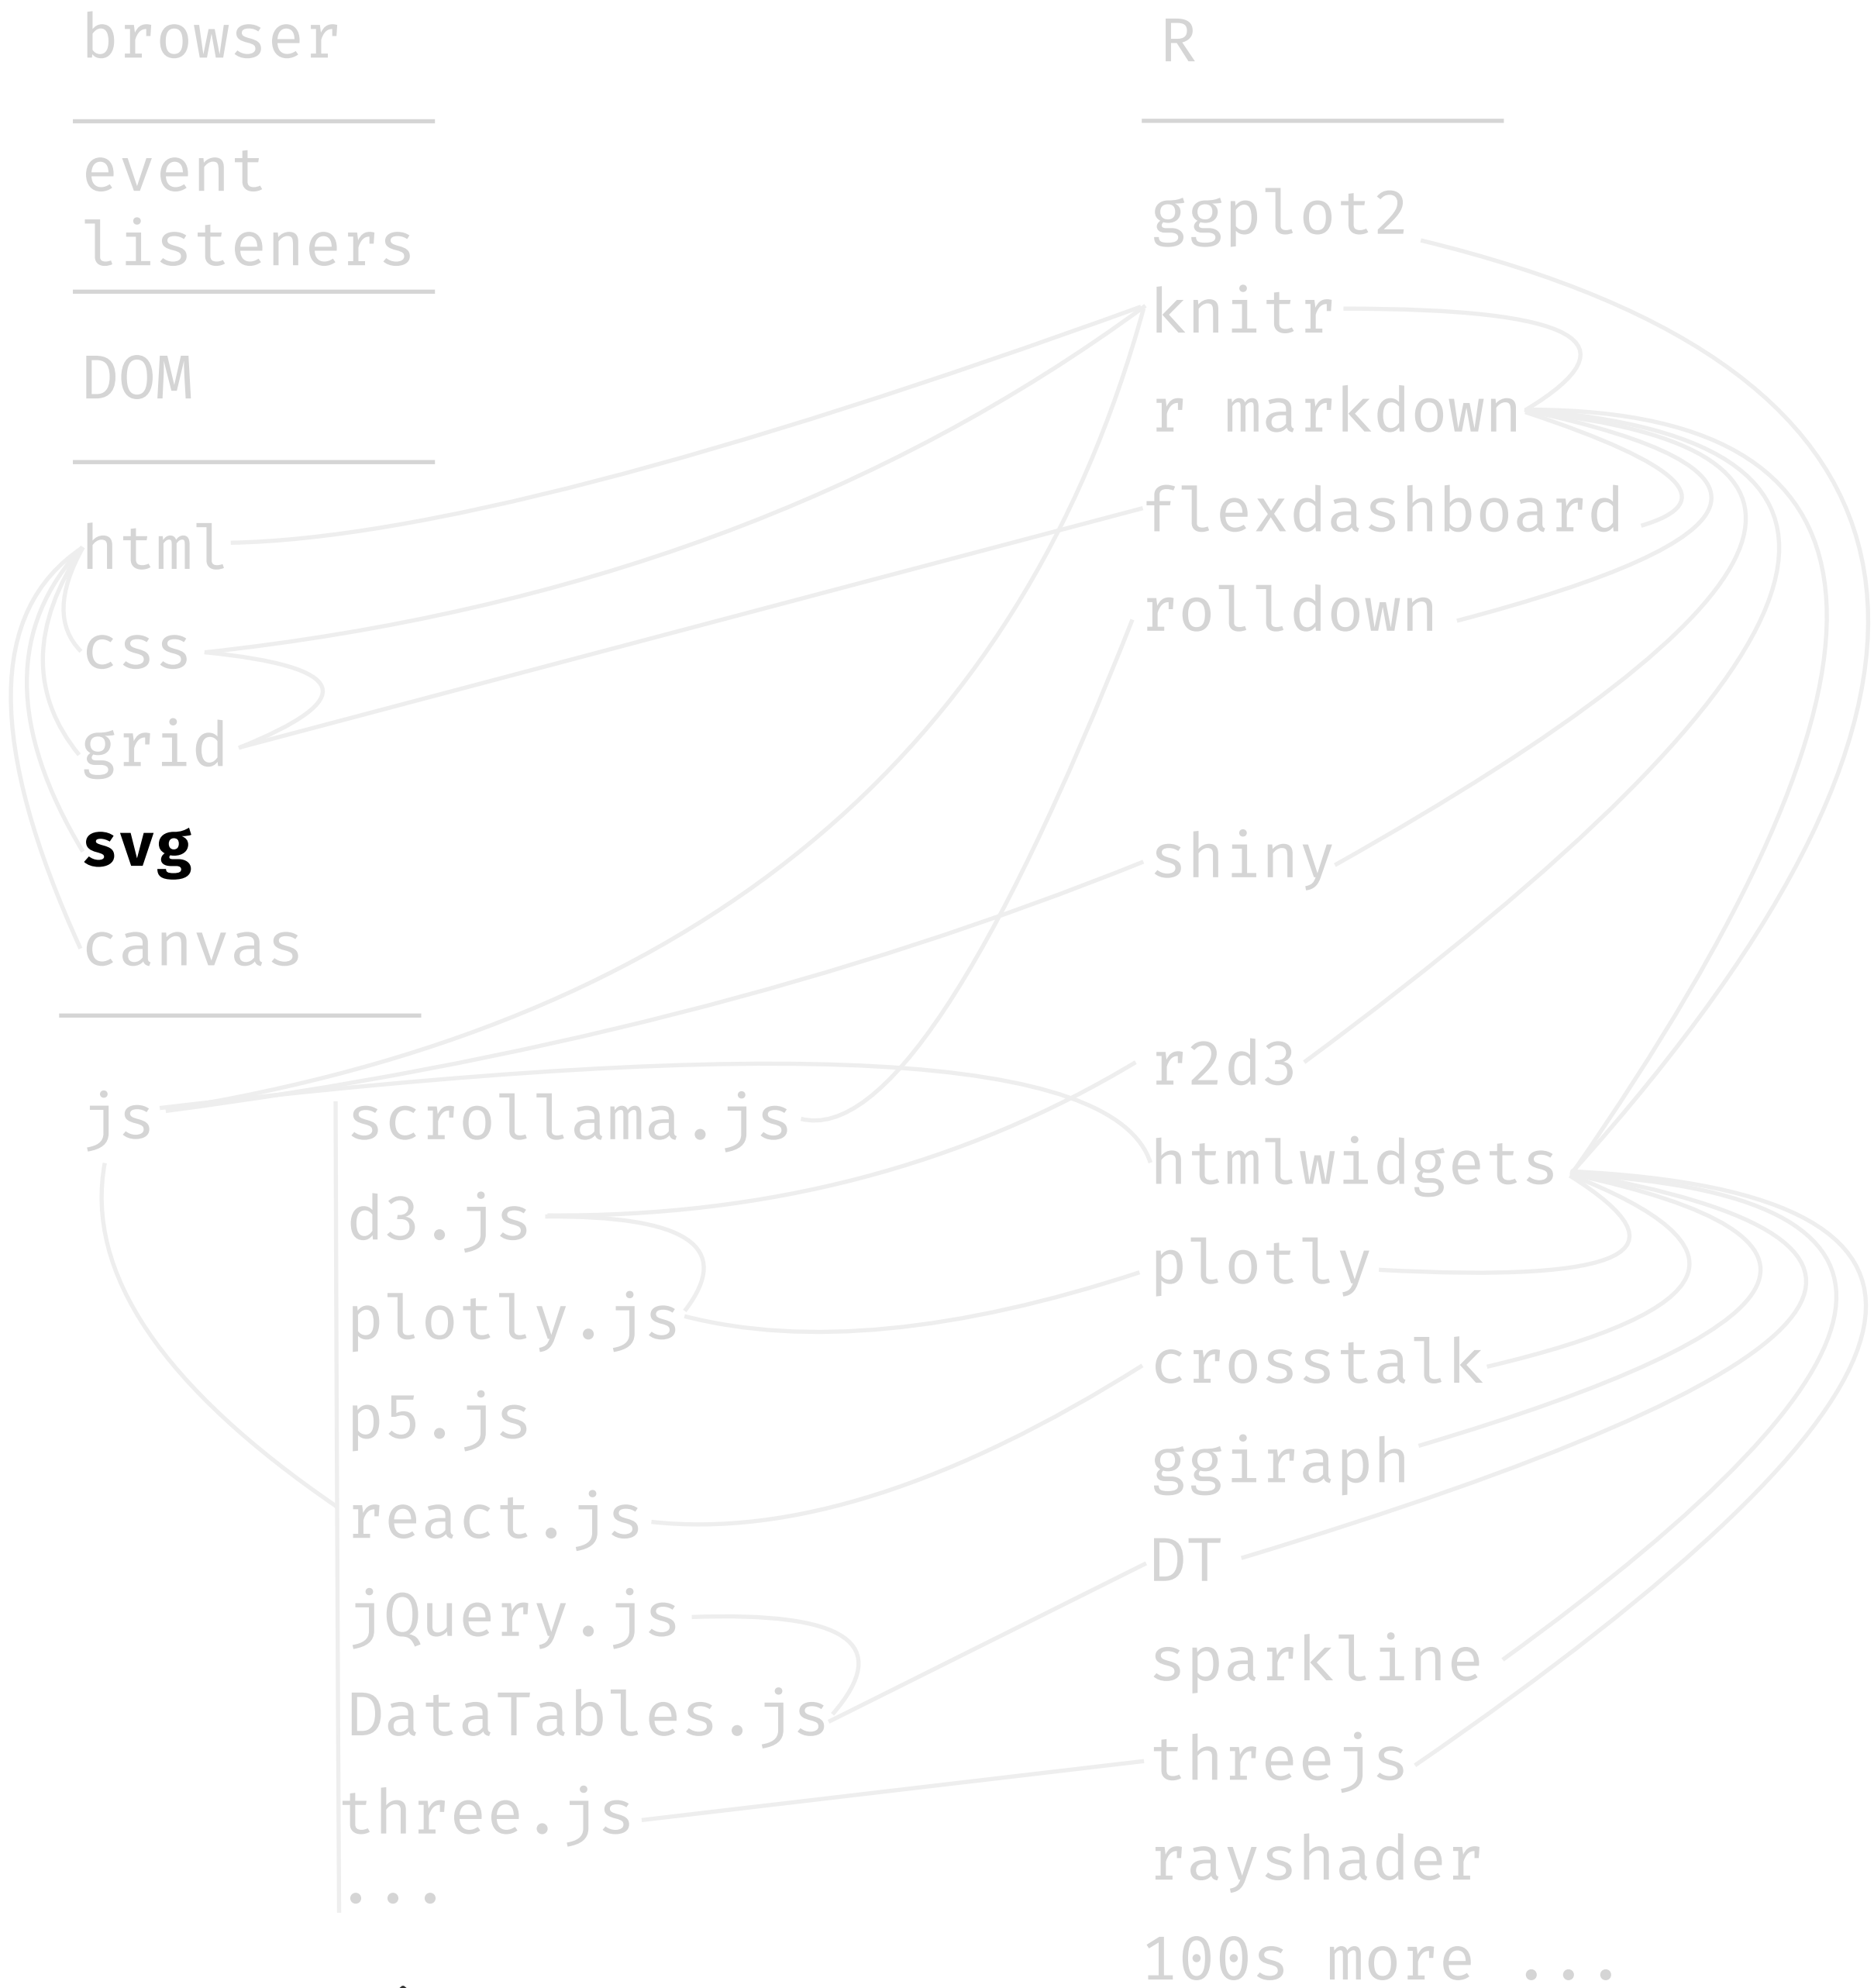 browser
event
listeners
DOM
html
css
grid
svg
canvas
js
scrollama.js
d3.js
plotly.js
p5.js
react.js
jQuery.js
DataTables.js
three.js
...
R
ggplot2
knitr
r markdown
flexdashboard
rolldown
shiny
r2d3
htmlwidgets
plotly
crosstalk
ggiraph
DT
sparkline
threejs
rayshader
100s more ...